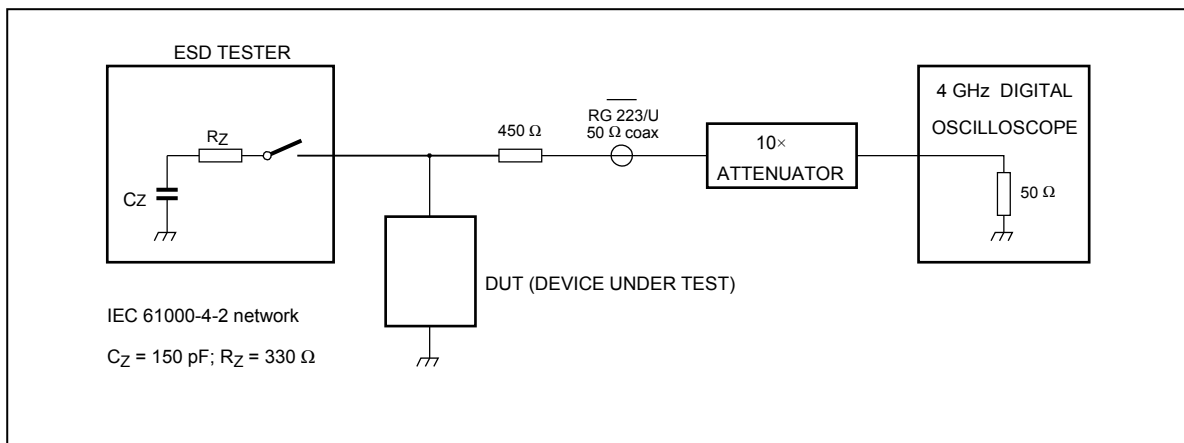 ESD TESTER
RZ
CZ
450 Ω
RG 223/U
50 Ω coax
10×
ATTENUATOR
4 GHz DIGITAL
OSCILLOSCOPE
50 Ω
DUT (DEVICE UNDER TEST)
IEC 61000-4-2 network
CZ = 150 pF; RZ = 330 Ω